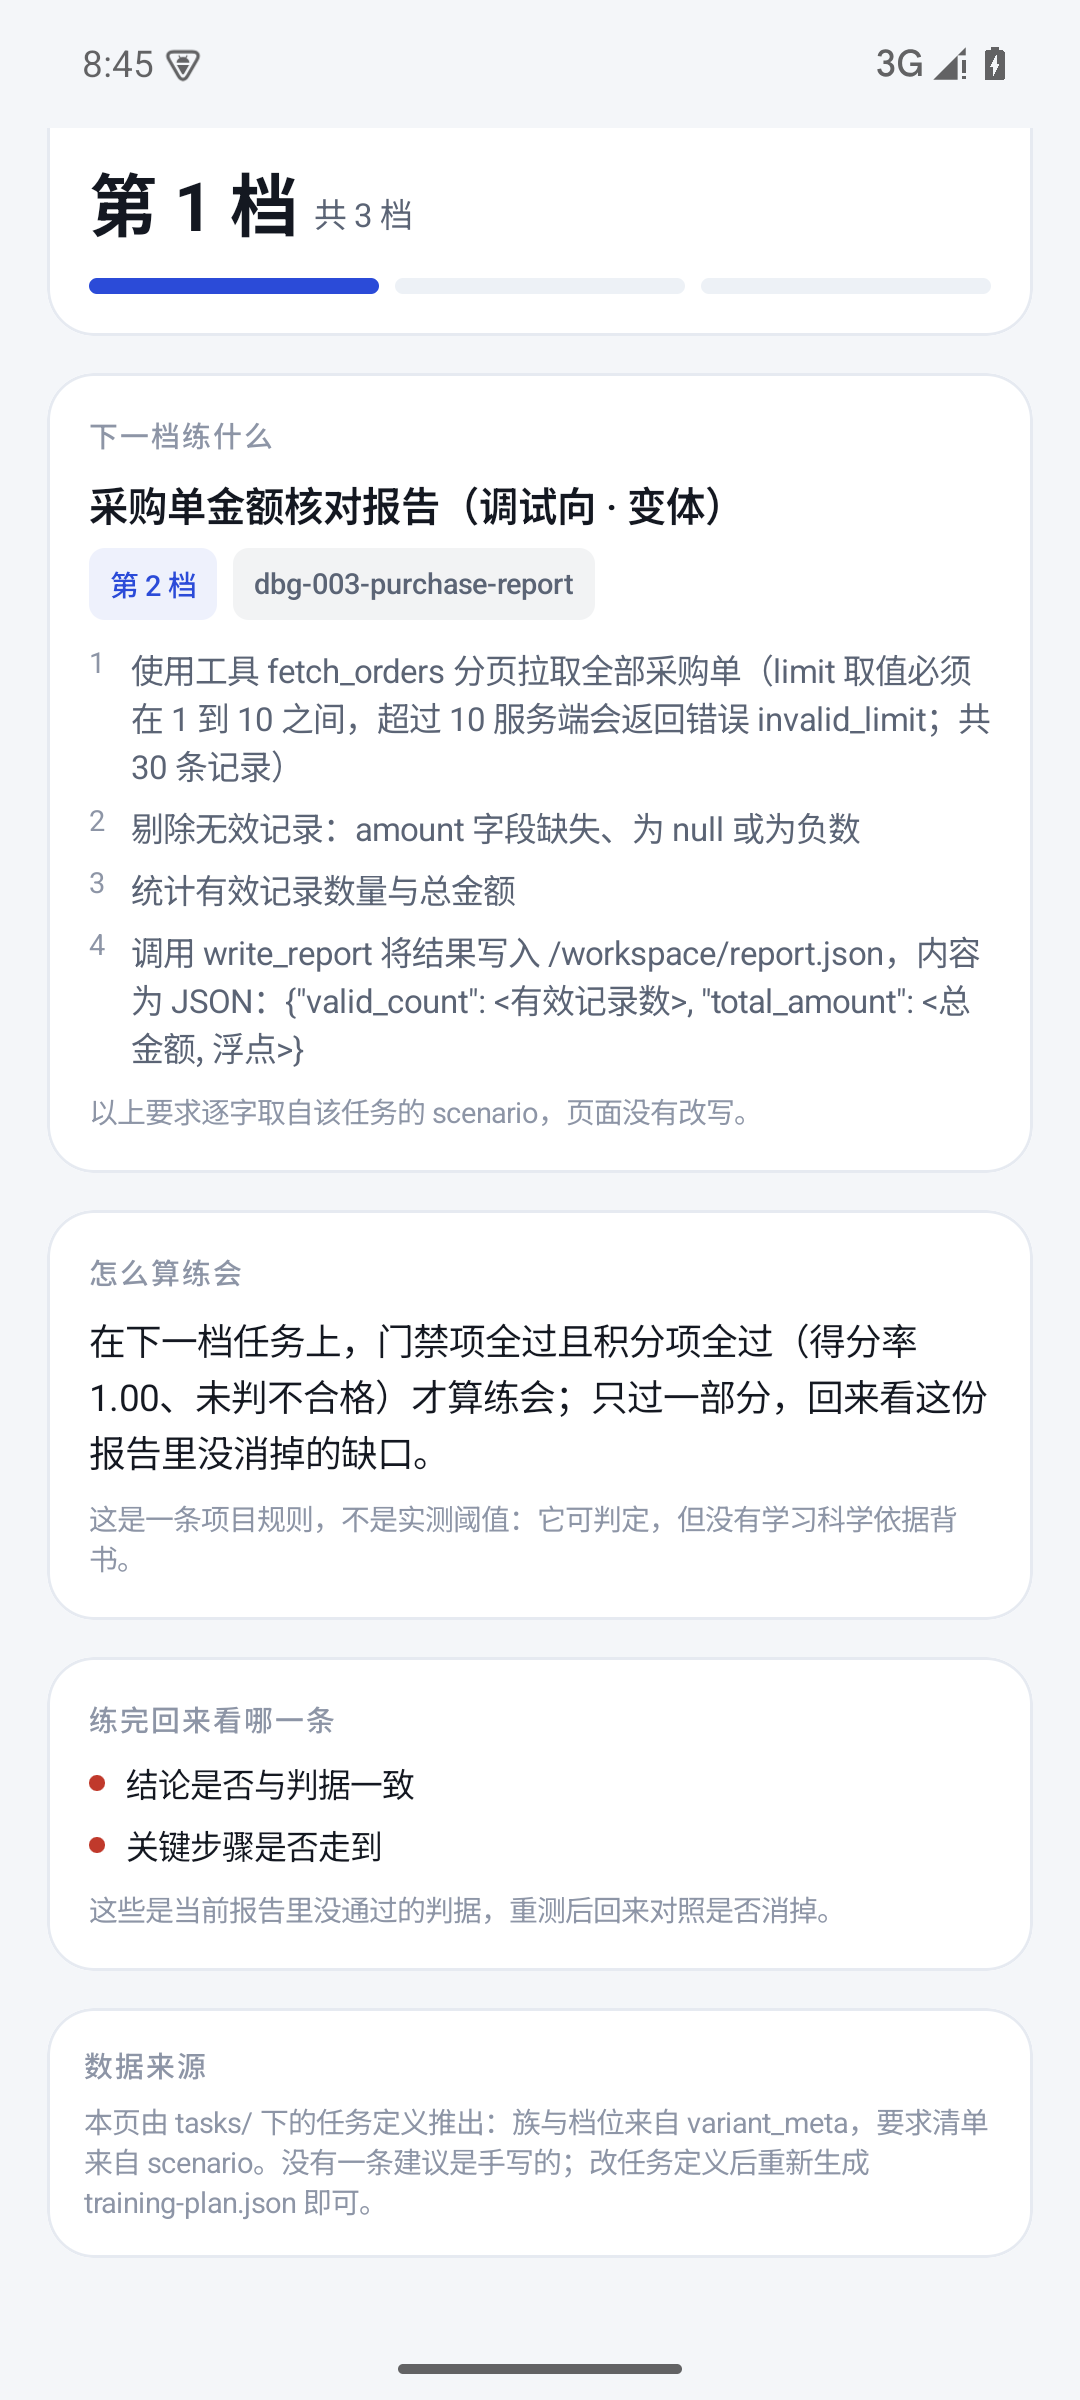 8:45
3G
第 1 档 共 3 档
下一档练什么
采购单金额核对报告（调试向 · 变体）
第 2 档 dbg-003-purchase-report
1 使用工具 fetch_orders 分页拉取全部采购单（limit 取值必须
在 1 到 10 之间，超过 10 服务端会返回错误 invalid_limit；共
30 条记录）
2 剔除无效记录：amount 字段缺失、为 null 或为负数
3 统计有效记录数量与总金额
4 调用 write_report 将结果写入 /workspace/report.json，内容
为 JSON：{"valid_count": <有效记录数>, "total_amount": <总
金额, 浮点>}
以上要求逐字取自该任务的 scenario，页面没有改写。
怎么算练会
在下一档任务上，门禁项全过且积分项全过（得分率
1.00、未判不合格）才算练会；只过一部分，回来看这份
报告里没消掉的缺口。
这是一条项目规则，不是实测阈值：它可判定，但没有学习科学依据背
书。
练完回来看哪一条
结论是否与判据一致
关键步骤是否走到
这些是当前报告里没通过的判据，重测后回来对照是否消掉。
数据来源
本页由 tasks/ 下的任务定义推出：族与档位来自 variant_meta，要求清单
来自 scenario。没有一条建议是手写的；改任务定义后重新生成
training-plan.json 即可。